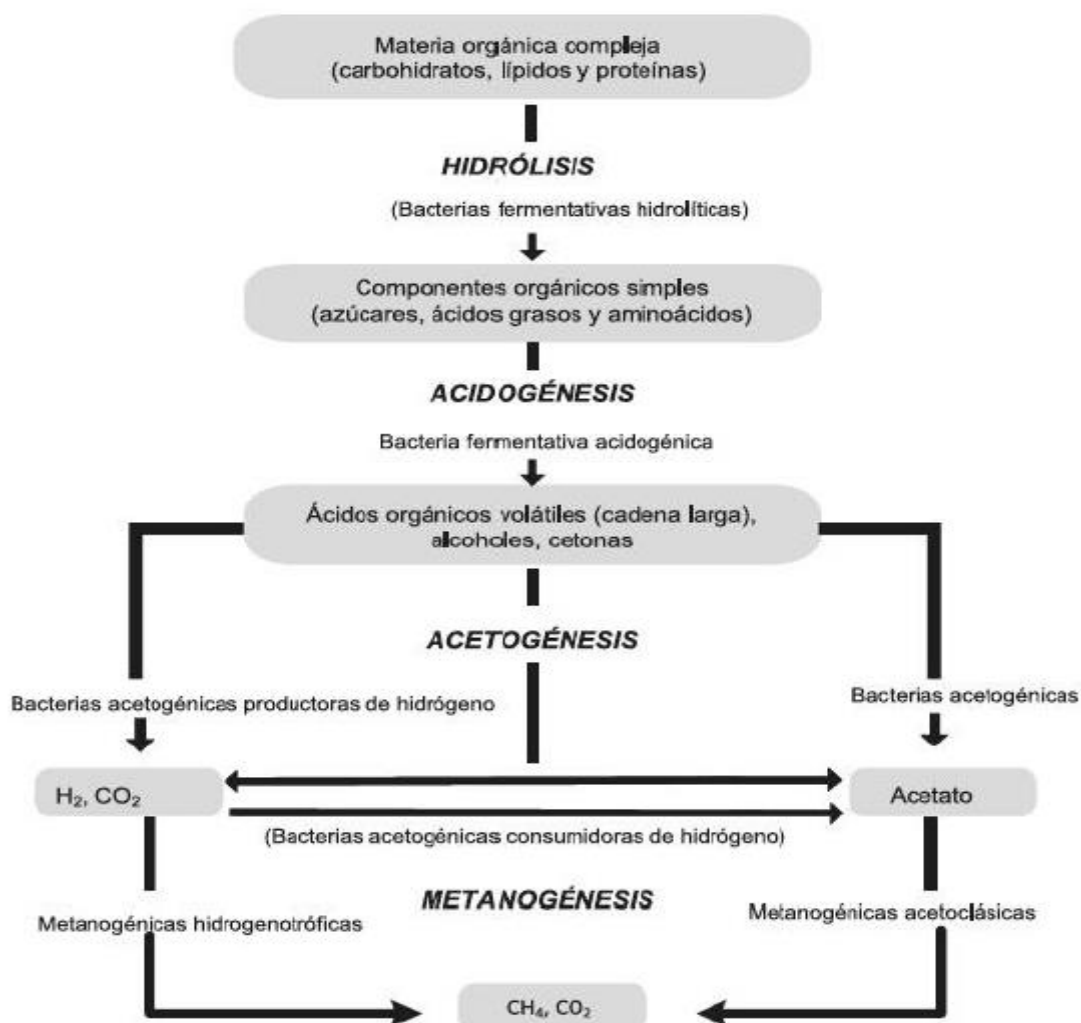 Materia orgánica compleja
(carbohidratos, lípidos y proteínas)
HIDRÓLISIS
(Bacterias fermentativas hidrolíticas)
Componentes orgánicos simples
(azúcares, ácidos grasos y aminoácidos)
ACIDOGÉNESIS
Bacteria fermentativa acidogénica
Ácidos orgánicos volátiles (cadena larga),
alcoholes, cetonas
ACETOGÉNESIS
Bacterias acetogénicas productoras de hidrógeno
Bacterias acetogénicas
H₂, CO₂
Acetato
(Bacterias acetogénicas consumidoras de hidrógeno)
METANOGÉNESIS
Metanogénicas hidrogenotróficas
Metanogénicas acetoclásicas
CH₄, CO₂